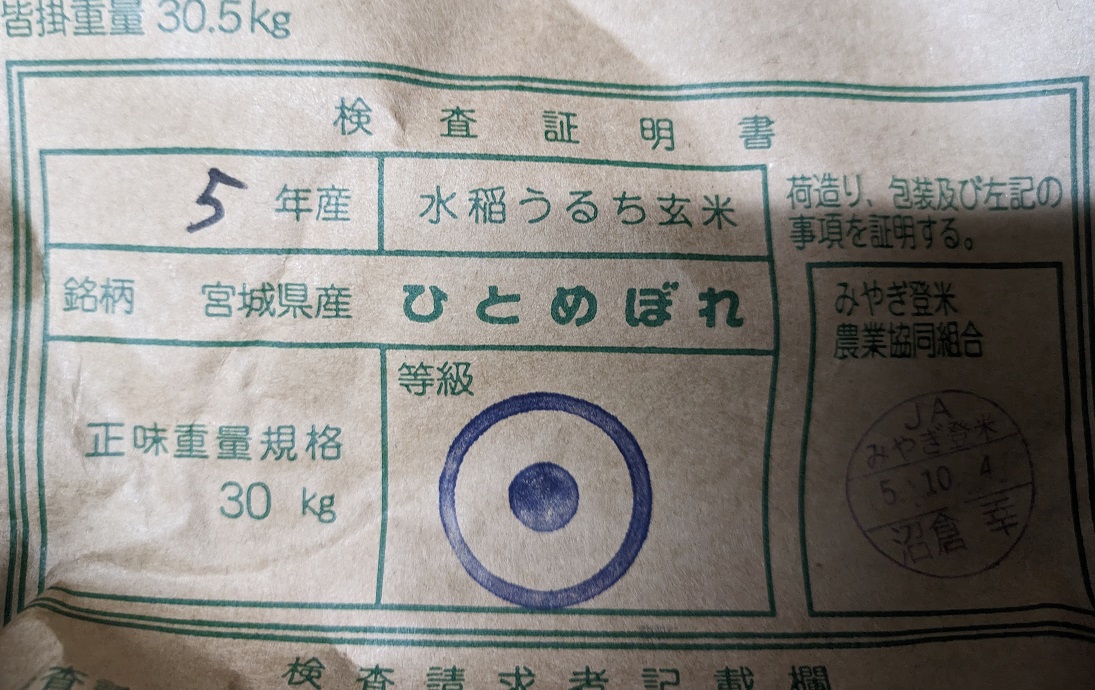 皆掛重量 30.5kg
検査証明書
5 年産
水稲うるち玄米
銘柄 宮城県産 ひとめぼれ
正味重量規格
30 kg
等級
荷造り、包装及び左記の
事項を証明する。
みやぎ登米
農業協同組合
JA
みやぎ登米
5.10.4
沼倉 幸
検査請求者記載欄